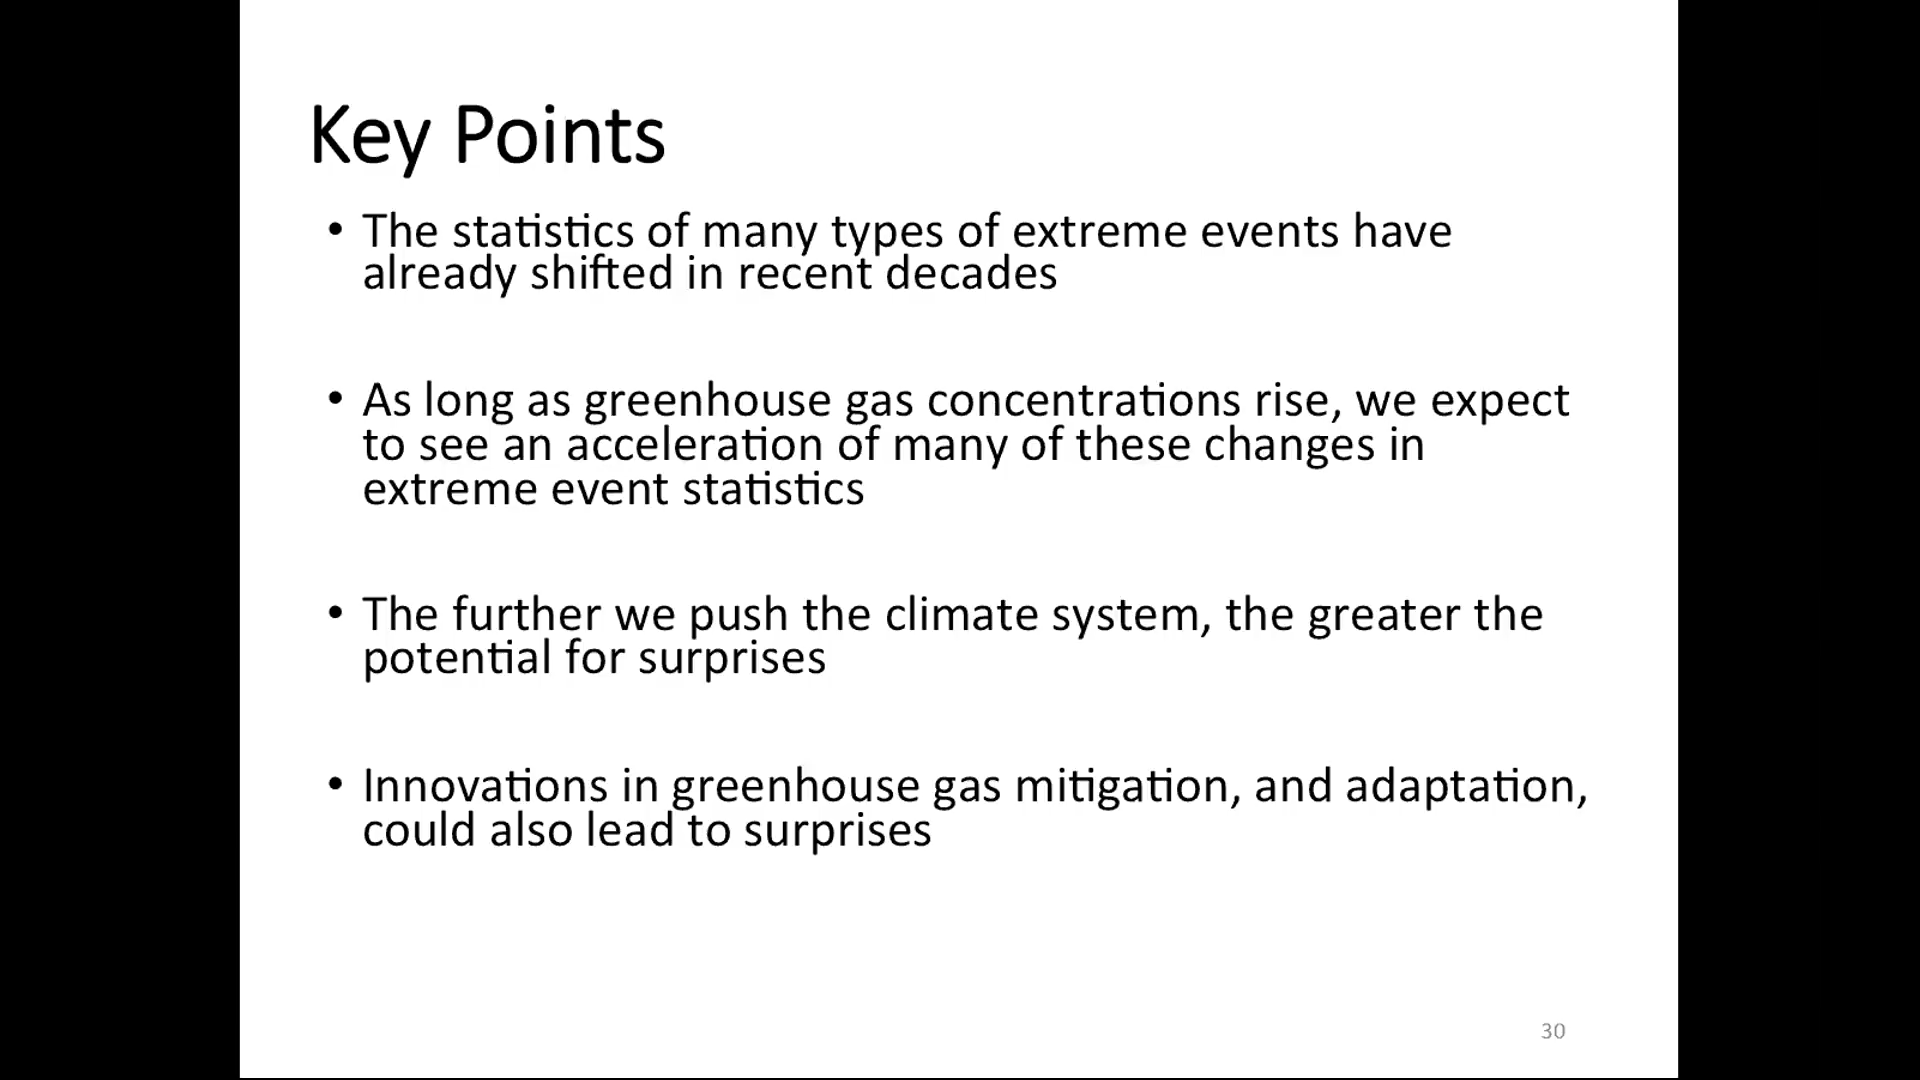 Key Points
• The statistics of many types of extreme events have
already shifted in recent decades
• As long as greenhouse gas concentrations rise, we expect
to see an acceleration of many of these changes in
extreme event statistics
• The further we push the climate system, the greater the
potential for surprises
• Innovations in greenhouse gas mitigation, and adaptation,
could also lead to surprises
30